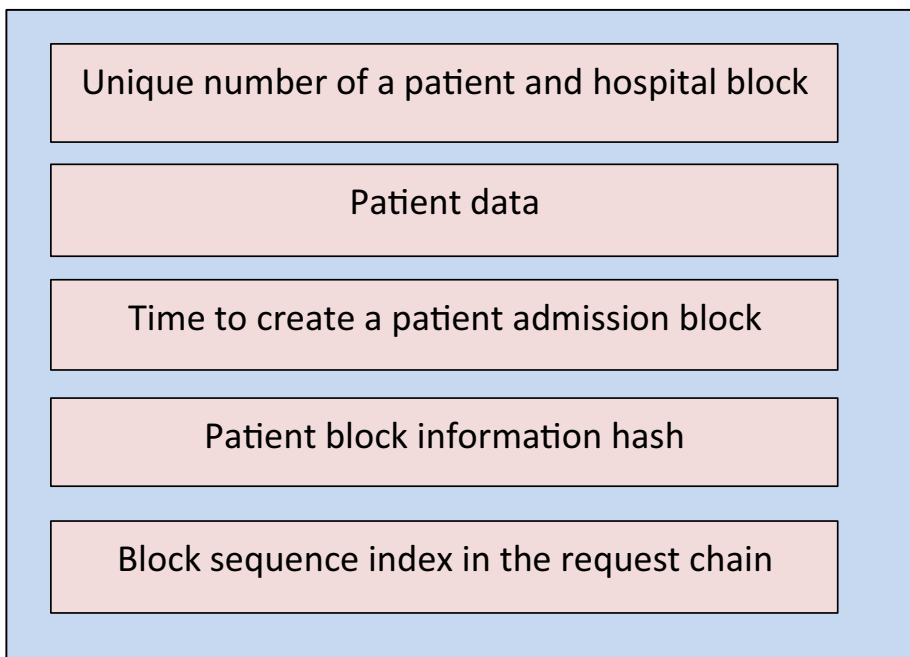 Unique number of a patient and hospital block
Patient data
Time to create a patient admission block
Patient block information hash
Block sequence index in the request chain